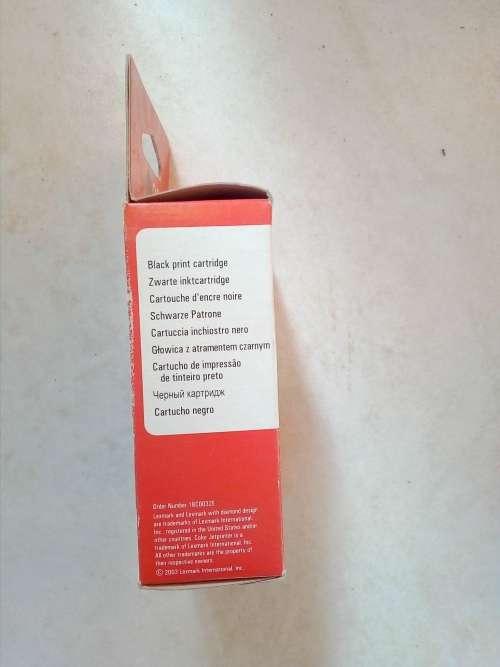 Black print cartridge
Zwarte inktcartridge
Cartouche d'encre noire
Schwarze Patrone
Cartuccia inchiostro nero
Głowica z atramentem czarnym
Cartucho de impressão
de tinteiro preto
Черный картридж
Cartucho negro
Order Number 18C0032E
Lexmark and Lexmark with diamond design
are trademarks of Lexmark International,
Inc., registered in the United States and/or
other countries. Color Jetprinter is a
trademark of Lexmark International, Inc.
All other trademarks are the property of
their respective owners.
© 2003 Lexmark International, Inc.